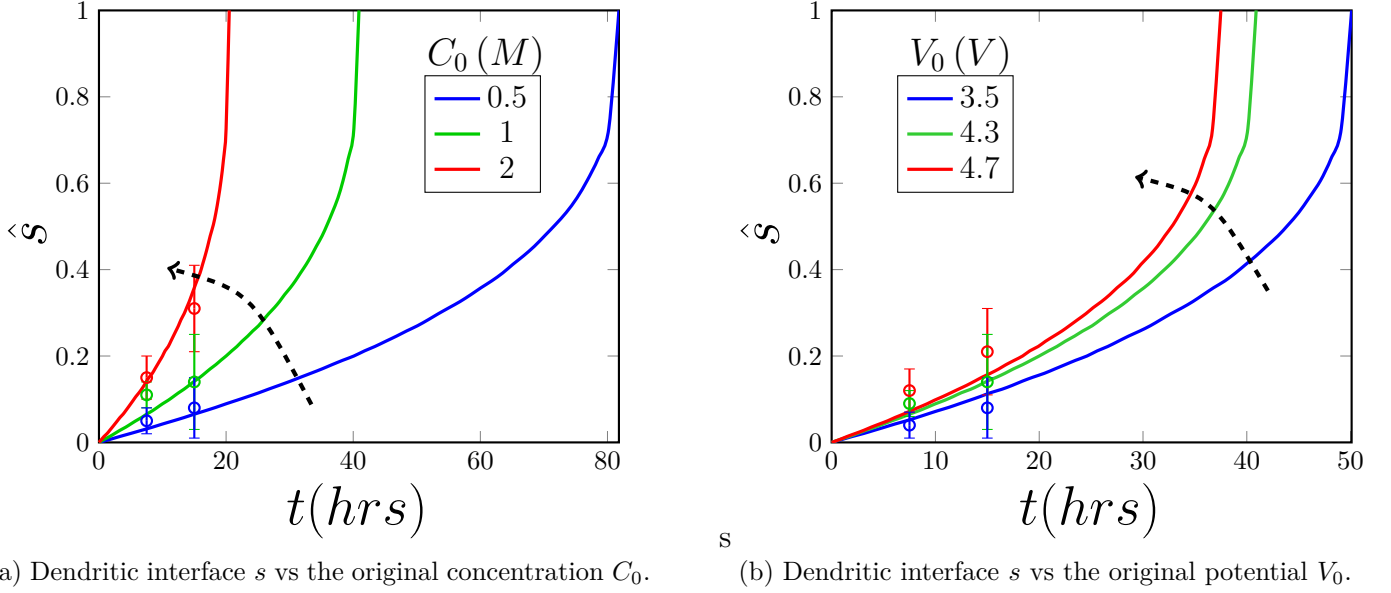 1
0.8
0.6
0.4
0.2
0
ŝ
C₀ (M)
0.5
1
2
0 20 40 60 80
t(hrs)
1
0.8
0.6
0.4
0.2
0
ŝ
V₀ (V)
3.5
4.3
4.7
0 10 20 30 40 50
t(hrs)
s
a) Dendritic interface s vs the original concentration C₀.
(b) Dendritic interface s vs the original potential V₀.